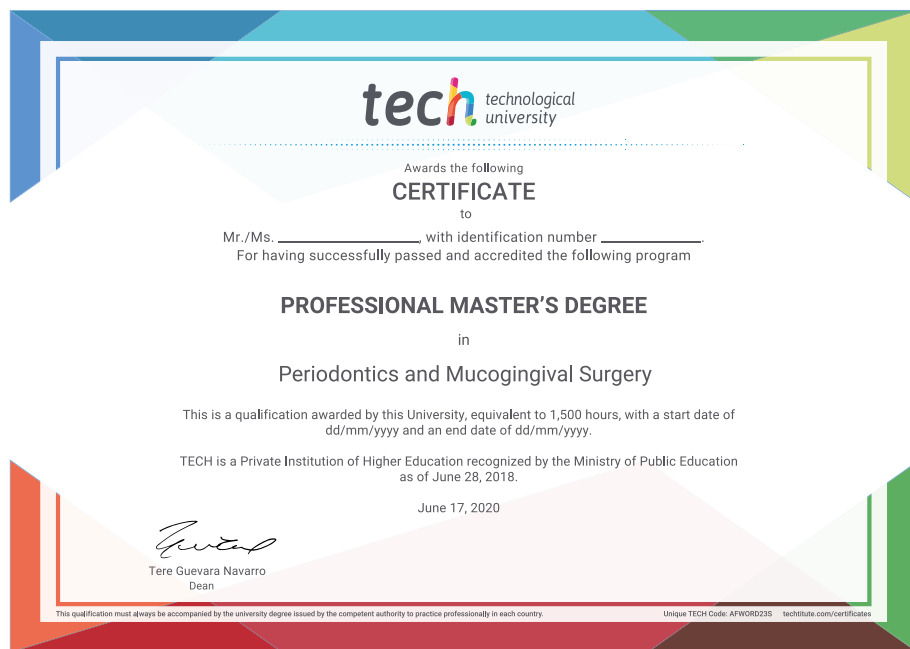 tech technological
university
Awards the following
CERTIFICATE
to
Mr./Ms. ____________________, with identification number ______________.
For having successfully passed and accredited the following program
PROFESSIONAL MASTER'S DEGREE
in
Periodontics and Mucogingival Surgery
This is a qualification awarded by this University, equivalent to 1,500 hours, with a start date of
dd/mm/yyyy and an end date of dd/mm/yyyy.
TECH is a Private Institution of Higher Education recognized by the Ministry of Public Education
as of June 28, 2018.
June 17, 2020
Tere Guevara Navarro
Dean
This qualification must always be accompanied by the university degree issued by the competent authority to practice professionally in each country. Unique TECH Code: AFWORD23S techtitute.com/certificates